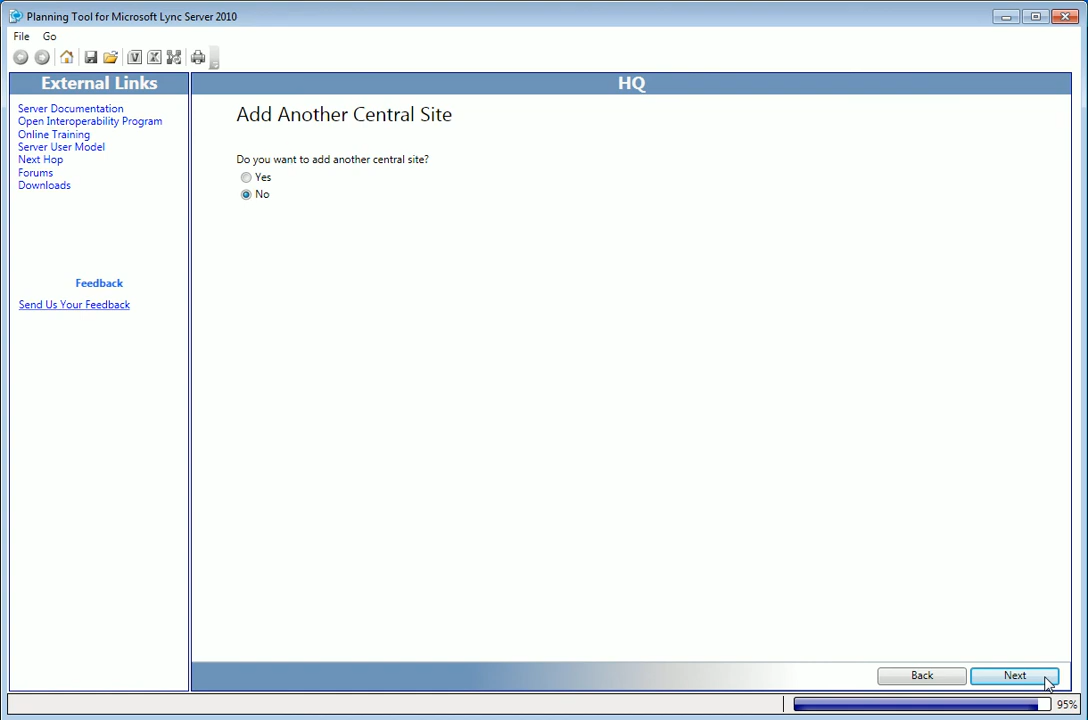 Planning Tool for Microsoft Lync Server 2010
File Go
External Links
HQ
Server Documentation
Open Interoperability Program
Online Training
Server User Model
Next Hop
Forums
Downloads
Feedback
Send Us Your Feedback
Add Another Central Site
Do you want to add another central site?
Yes
No
Back Next
95%